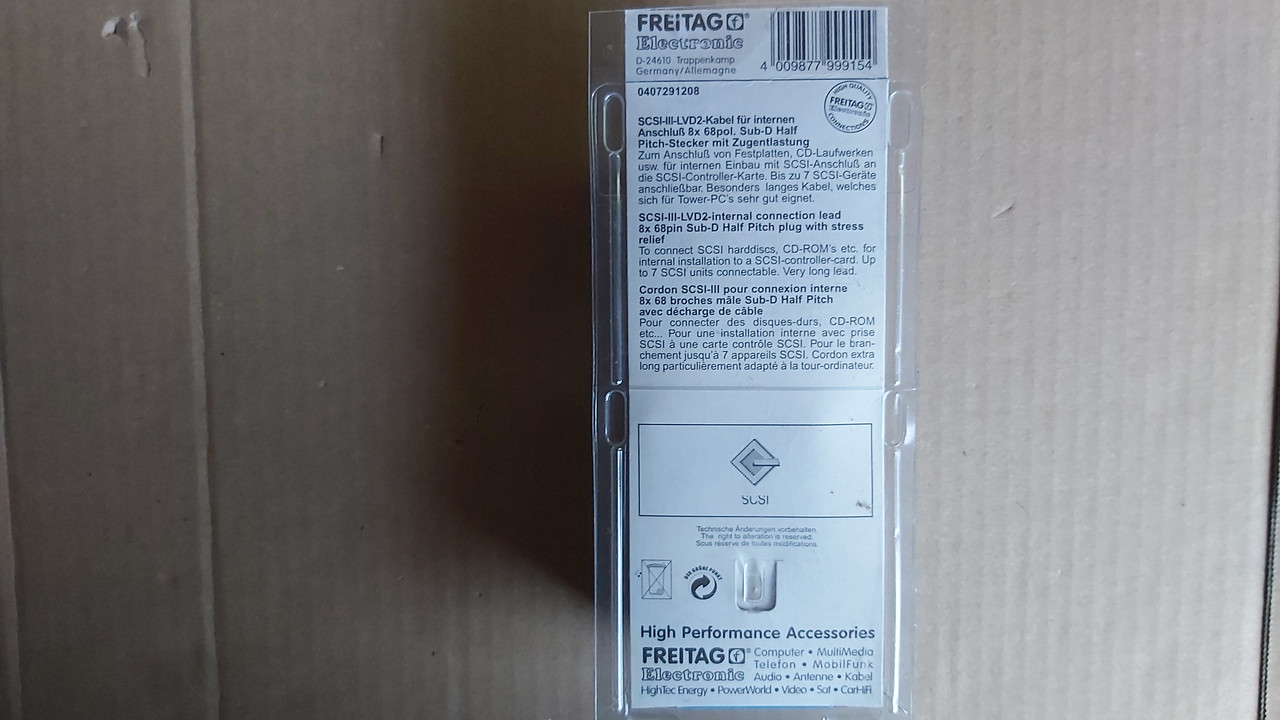 FREiTAG f®
Electronic
D-24610 Trappenkamp
Germany/Allemagne
4 009877 999154
0407291208
HIGH QUALITY
FREITAG f
Electronic
CONNECTIONS
SCSI-III-LVD2-Kabel für internen
Anschluß 8x 68pol. Sub-D Half
Pitch-Stecker mit Zugentlastung
Zum Anschluß von Festplatten, CD-Laufwerken
usw. für internen Einbau mit SCSI-Anschluß an
die SCSI-Controller-Karte. Bis zu 7 SCSI-Geräte
anschließbar. Besonders langes Kabel, welches
sich für Tower-PC's sehr gut eignet.
SCSI-III-LVD2-internal connection lead
8x 68pin Sub-D Half Pitch plug with stress
relief
To connect SCSI harddiscs, CD-ROM's etc. for
internal installation to a SCSI-controller-card. Up
to 7 SCSI units connectable. Very long lead.
Cordon SCSI-III pour connexion interne
8x 68 broches mâle Sub-D Half Pitch
avec décharge de câble
Pour connecter des disques-durs, CD-ROM
etc... Pour une installation interne avec prise
SCSI à une carte contrôle SCSI. Pour le bran-
chement jusqu'à 7 appareils SCSI. Cordon extra
long particulièrement adapté à la tour-ordinateur.
SCSI
Technische Änderungen vorbehalten.
The right to alteration is reserved.
Sous réserve de toutes modifications.
DER GRÜNE PUNKT
High Performance Accessories
FREITAG f®
Electronic
Computer • MultiMedia
Telefon • MobilFunk
Audio • Antenne • Kabel
HighTec Energy • PowerWorld • Video • Sat • CarHiFi